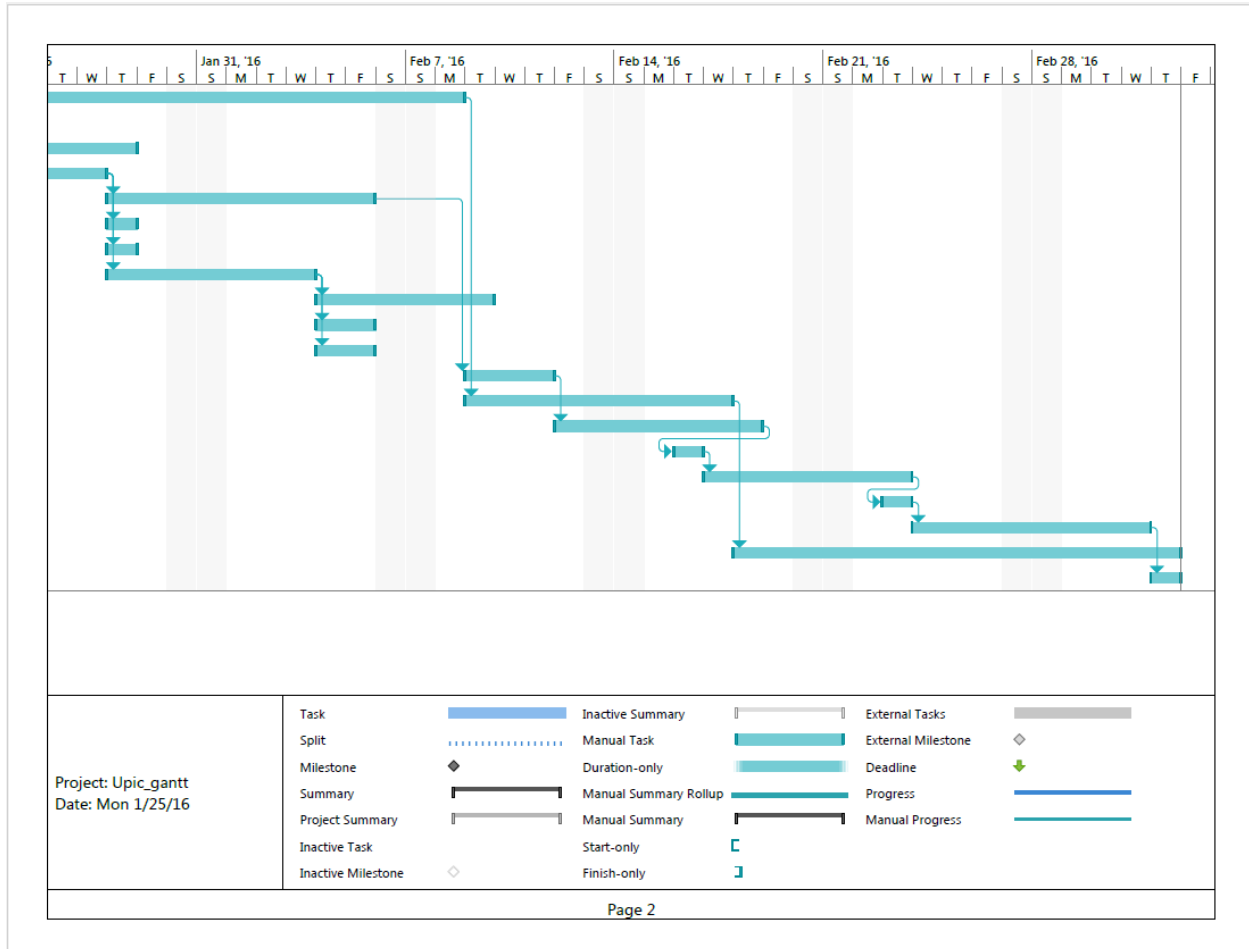 5 Jan 31, '16 Feb 7, '16 Feb 14, '16 Feb 21, '16 Feb 28, '16
T W T F S S M T W T F S S M T W T F S S M T W T F S S M T W T F S S M T W T F
Project: Upic_gantt
Date: Mon 1/25/16
Task
Split
Milestone
Summary
Project Summary
Inactive Task
Inactive Milestone
Inactive Summary
Manual Task
Duration-only
Manual Summary Rollup
Manual Summary
Start-only
Finish-only
External Tasks
External Milestone
Deadline
Progress
Manual Progress
Page 2